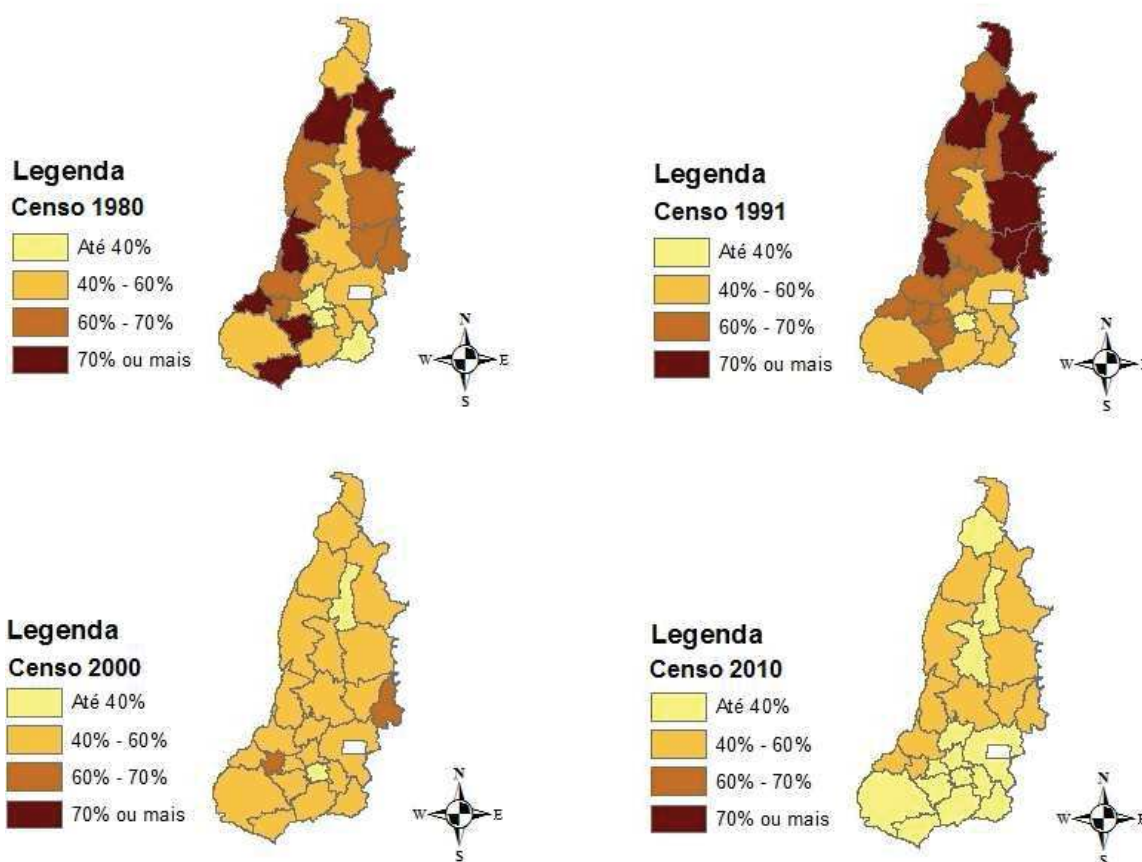 Legenda
Censo 1980
Até 40%
40% - 60%
60% - 70%
70% ou mais
N
W
E
S
Legenda
Censo 1991
Até 40%
40% - 60%
60% - 70%
70% ou mais
N
W
S
Legenda
Censo 2000
Até 40%
40% - 60%
60% - 70%
70% ou mais
N
W
E
S
Legenda
Censo 2010
Até 40%
40% - 60%
60% - 70%
70% ou mais
N
W
E
S